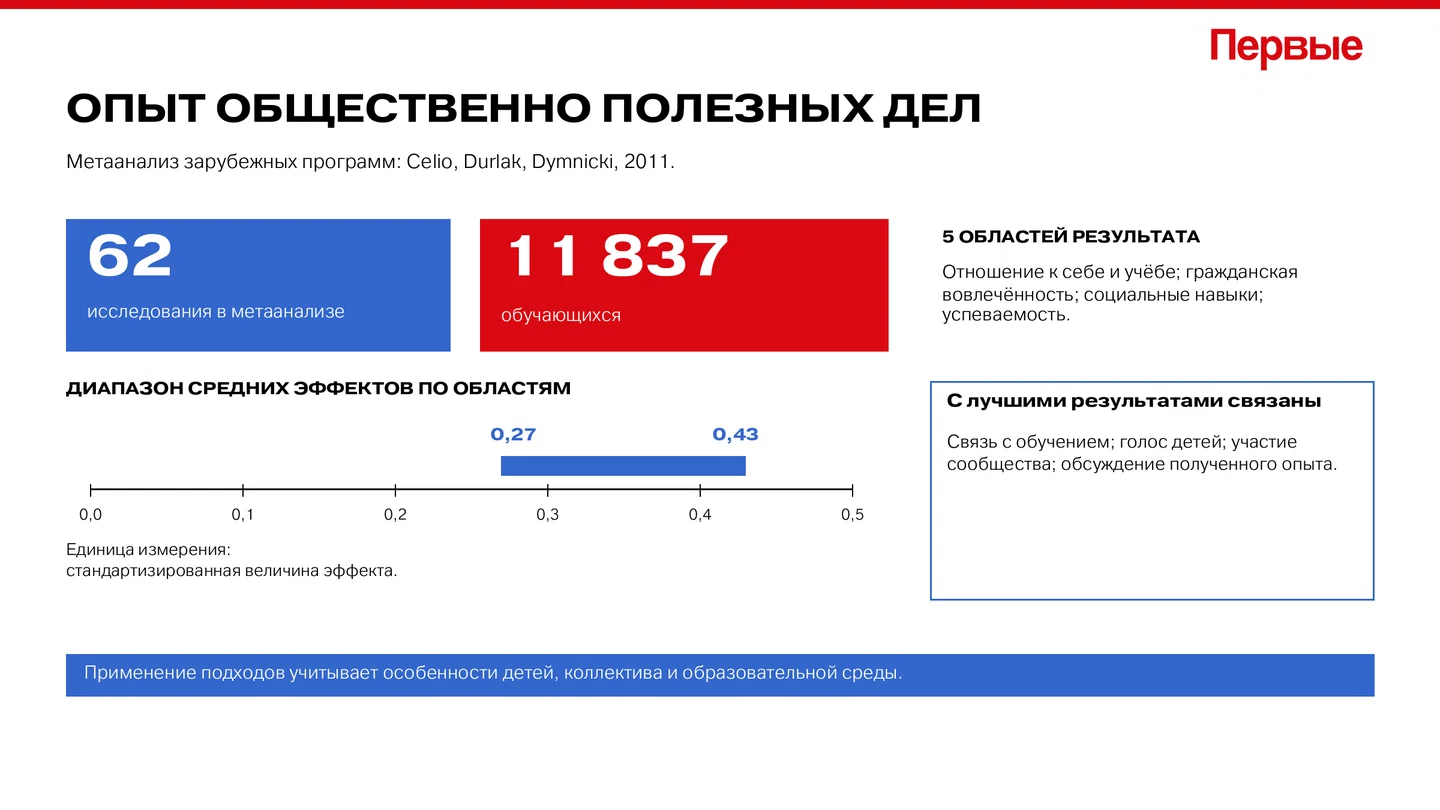 Первые
ОПЫТ ОБЩЕСТВЕННО ПОЛЕЗНЫХ ДЕЛ
Метаанализ зарубежных программ: Celio, Durlak, Dymnicki, 2011.
62
исследования в метаанализе
11 837
обучающихся
5 ОБЛАСТЕЙ РЕЗУЛЬТАТА
Отношение к себе и учёбе; гражданская
вовлечённость; социальные навыки;
успеваемость.
ДИАПАЗОН СРЕДНИХ ЭФФЕКТОВ ПО ОБЛАСТЯМ
0,27 0,43
0,0 0,1 0,2 0,3 0,4 0,5
Единица измерения:
стандартизированная величина эффекта.
С лучшими результатами связаны
Связь с обучением; голос детей; участие
сообщества; обсуждение полученного опыта.
Применение подходов учитывает особенности детей, коллектива и образовательной среды.